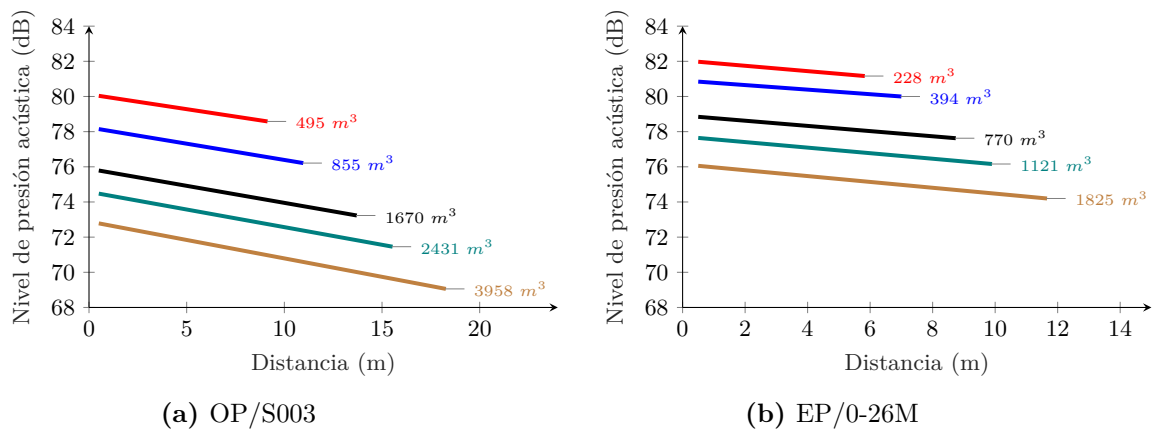 Nivel de presión acústica (dB)
84
82
80
78
76
74
72
70
68
0
5
10
15
20
Distancia (m)
495 m³
855 m³
1670 m³
2431 m³
3958 m³
(a) OP/S003
Nivel de presión acústica (dB)
84
82
80
78
76
74
72
70
68
0
2
4
6
8
10
12
14
Distancia (m)
228 m³
394 m³
770 m³
1121 m³
1825 m³
(b) EP/0-26M